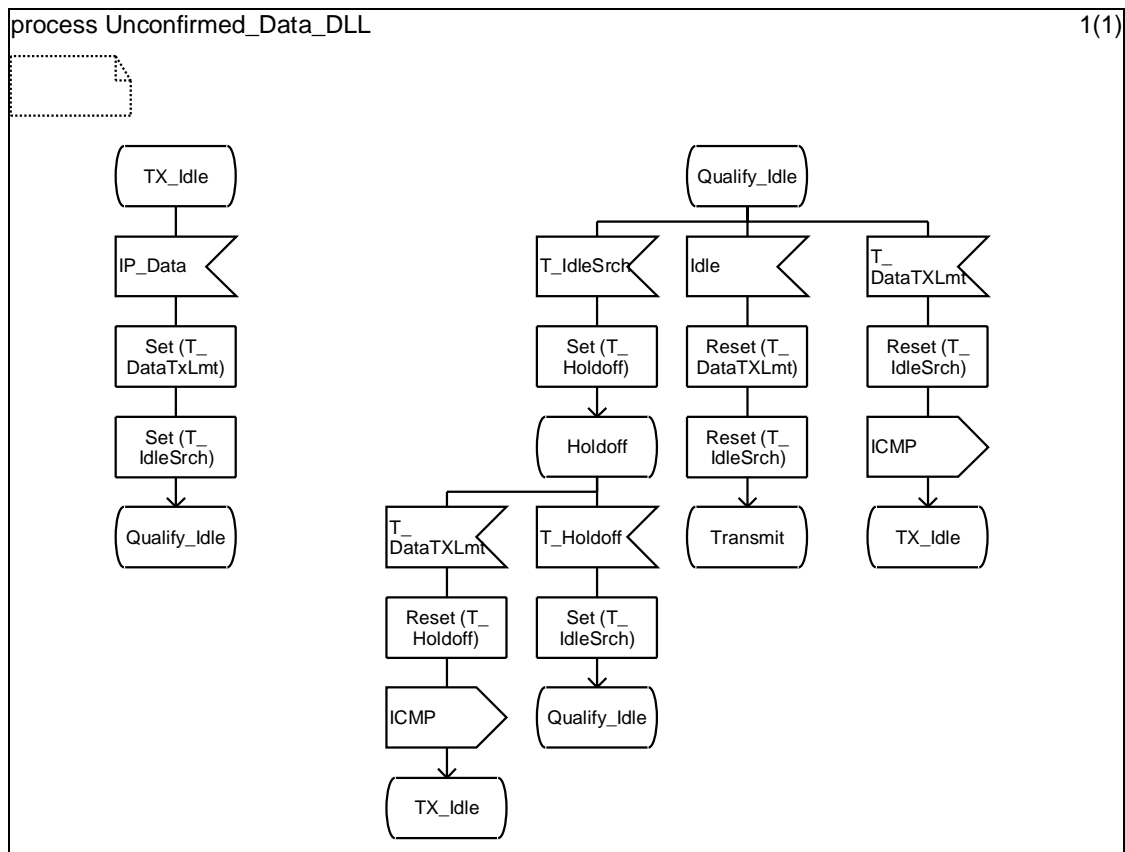 process Unconfirmed_Data_DLL
1(1)
TX_Idle
IP_Data
Set (T_
DataTxLmt)
Set (T_
IdleSrch)
Qualify_Idle
Qualify_Idle
T_IdleSrch
Set (T_
Holdoff)
Holdoff
T_
DataTXLmt
Reset (T_
Holdoff)
ICMP
TX_Idle
T_Holdoff
Set (T_
IdleSrch)
Qualify_Idle
Idle
Reset (T_
DataTXLmt)
Reset (T_
IdleSrch)
Transmit
T_
DataTXLmt
Reset (T_
IdleSrch)
ICMP
TX_Idle